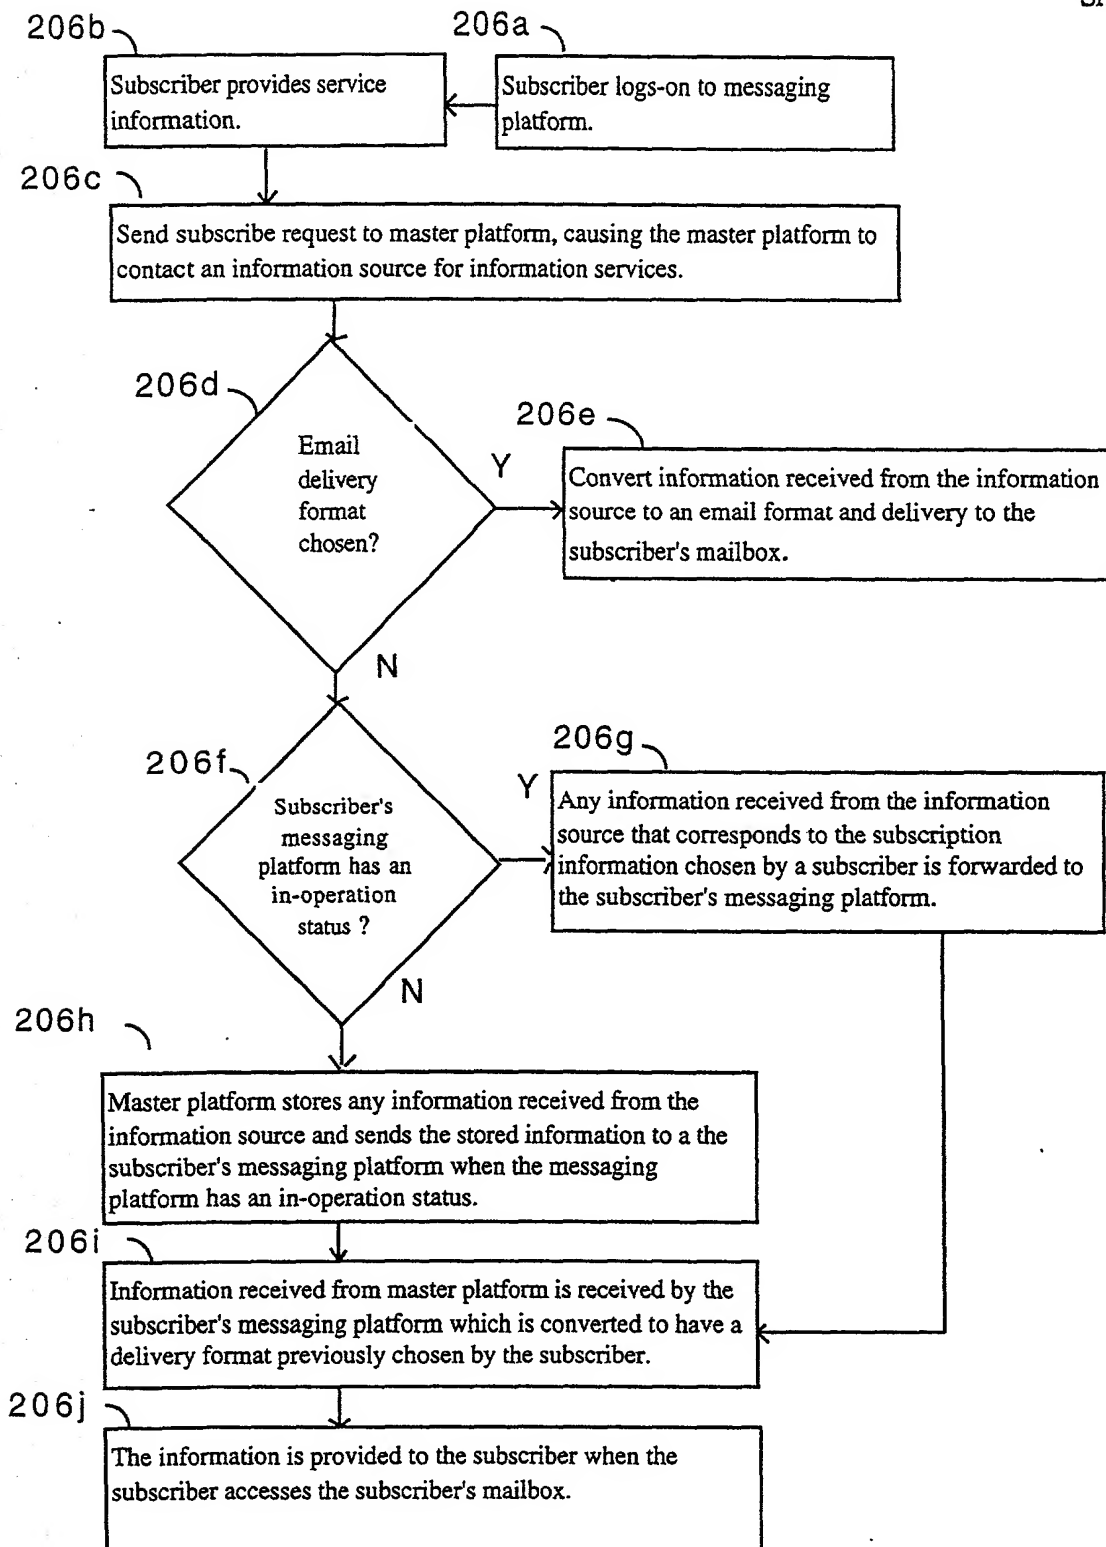 206b
206a
Subscriber provides service
information.
Subscriber logs-on to messaging
platform.
206c
Send subscribe request to master platform, causing the master platform to
contact an information source for information services.
206d
Email
delivery
format
chosen?
Y
206e
Convert information received from the information
source to an email format and delivery to the
subscriber's mailbox.
N
206f
Subscriber's
messaging
platform has an
in-operation
status ?
Y
206g
Any information received from the information
source that corresponds to the subscription
information chosen by a subscriber is forwarded to
the subscriber's messaging platform.
N
206h
Master platform stores any information received from the
information source and sends the stored information to a the
subscriber's messaging platform when the messaging
platform has an in-operation status.
206i
Information received from master platform is received by the
subscriber's messaging platform which is converted to have a
delivery format previously chosen by the subscriber.
206j
The information is provided to the subscriber when the
subscriber accesses the subscriber's mailbox.